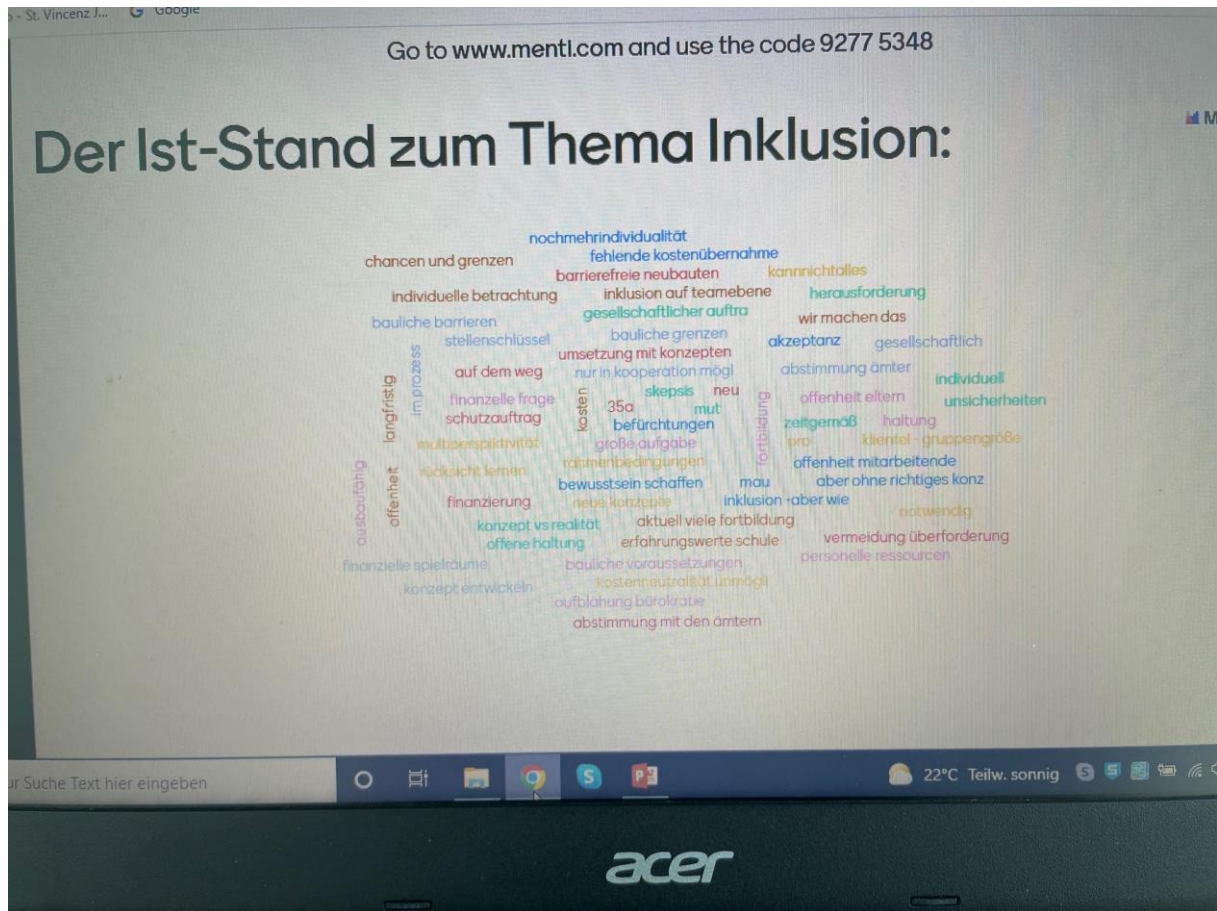 - St. Vincenz J... Google
Go to www.menti.com and use the code 9277 5348
Der Ist-Stand zum Thema Inklusion:
M
nochmehrindividualität
chancen und grenzen
fehlende kostenübernahme
barrierefreie neubauten
kannnichtalles
individuelle betrachtung
inklusion auf teamebene
herausforderung
gesellschaftlicher auftra
wir machen das
bauliche barrieren
stellenschlüssel
bauliche grenzen
akzeptanz
gesellschaftlich
umsetzung mit konzepten
im prozess
langfristig
auf dem weg
nur in kooperation mögl
abstimmung ämter
individuell
skepsis
neu
finanzelle frage
kosten
35a
mut
fortbildung
offenheit eltern
unsicherheiten
schutzauftrag
befürchtungen
zeitgemäß
haltung
multiperspiktivität
große aufgabe
pro
klientel - gruppengröße
rücksicht lernen
rahmenbedingungen
offenheit mitarbeitende
ausbaufähig
offenheit
bewusstsein schaffen
mau
aber ohne richtiges konz
finanzierung
neue konzepte
inklusion -aber wie
notwendig
konzept vs realität
aktuell viele fortbildung
offene haltung
erfahrungswerte schule
vermeidung überforderung
finanzielle spielräume
bauliche voraussetzungen
personelle ressourcen
konzept entwickeln
kostenneutralität unmögli
aufblähung bürokratie
abstimmung mit den ämtern
ur Suche Text hier eingeben
22°C Teilw. sonnig
acer